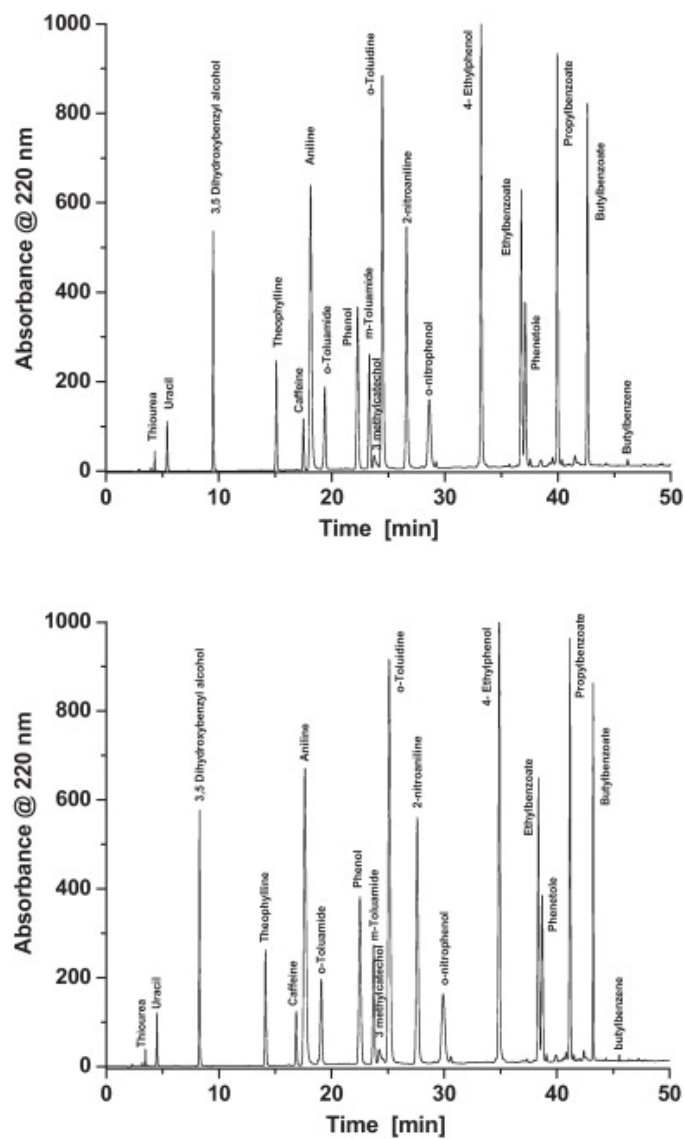 1000
800
600
400
200
0
Absorbance @ 220 nm
Thiourea
Uracil
3,5 Dihydroxybenzyl alcohol
Theophylline
Caffeine
Aniline
o-Toluamide
Phenol
m-Toluamide
3 methylcatechol
o-Toluidine
2-nitroaniline
o-nitrophenol
4- Ethylphenol
Ethylbenzoate
Phenetole
Propylbenzoate
Butylbenzoate
Butylbenzene
0 10 20 30 40 50
Time [min]
1000
800
600
400
200
0
Absorbance @ 220 nm
Thiourea
Uracil
3,5 Dihydroxybenzyl alcohol
Theophylline
Caffeine
Aniline
o-Toluamide
Phenol
m-Toluamide
3 methylcatechol
o-Toluidine
2-nitroaniline
o-nitrophenol
4- Ethylphenol
Ethylbenzoate
Phenetole
Propylbenzoate
Butylbenzoate
butylbenzene
0 10 20 30 40 50
Time [min]